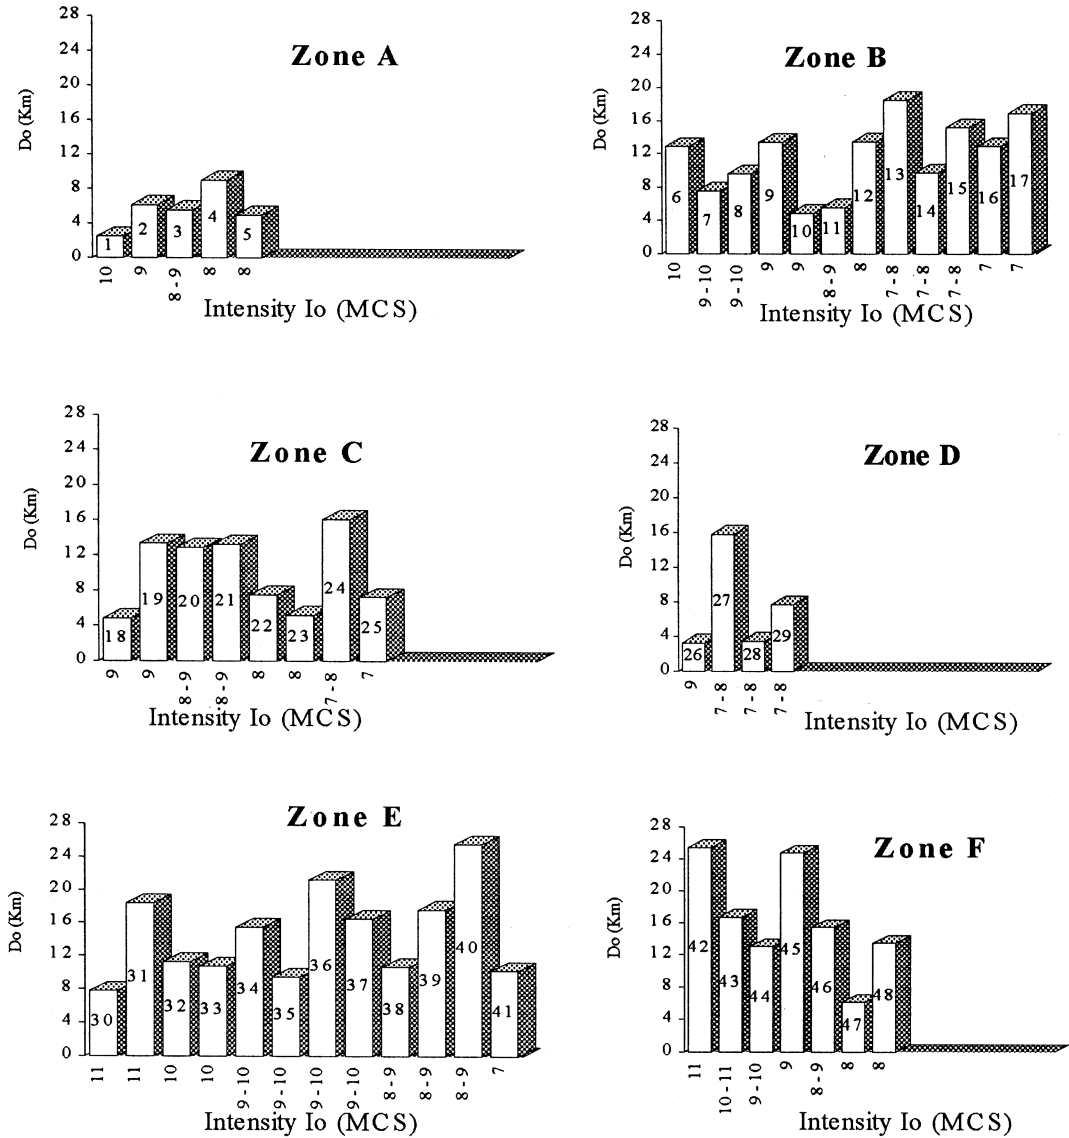 Zone A
Do (Km)
28
24
20
16
12
8
4
0
1 2 3 4 5
10 9 8-9 8 8
Intensity Io (MCS)
Zone B
Do (Km)
28
24
20
16
12
8
4
0
6 7 8 9 10 11 12 13 14 15 16 17
10 9-10 9-10 9 9 8-9 8 7-8 7-8 7-8 7 7
Intensity Io (MCS)
Zone C
Do (Km)
28
24
20
16
12
8
4
0
18 19 20 21 22 23 24 25
9 9 8-9 8-9 8 8 7-8 7
Intensity Io (MCS)
Zone D
Do (Km)
28
24
20
16
12
8
4
0
26 27 28 29
9 7-8 7-8 7-8
Intensity Io (MCS)
Zone E
Do (Km)
28
24
20
16
12
8
4
0
30 31 32 33 34 35 36 37 38 39 40 41
11 11 10 10 9-10 9-10 9-10 9-10 8-9 8-9 8-9 7
Intensity Io (MCS)
Zone F
Do (Km)
28
24
20
16
12
8
4
0
42 43 44 45 46 47 48
11 10-11 9-10 9 8-9 8 8
Intensity Io (MCS)